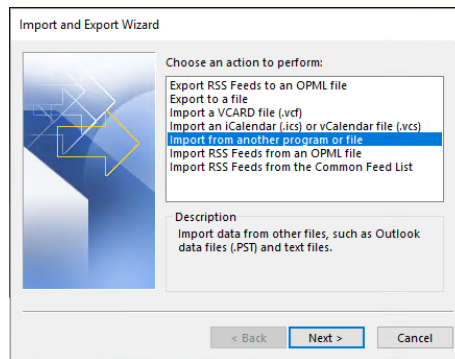 Import and Export Wizard
Choose an action to perform:
Export RSS Feeds to an OPML file
Export to a file
Import a VCARD file (.vcf)
Import an iCalendar (.ics) or vCalendar file (.vcs)
Import from another program or file
Import RSS Feeds from an OPML file
Import RSS Feeds from the Common Feed List
Description
Import data from other files, such as Outlook
data files (.PST) and text files.
< Back
Next >
Cancel